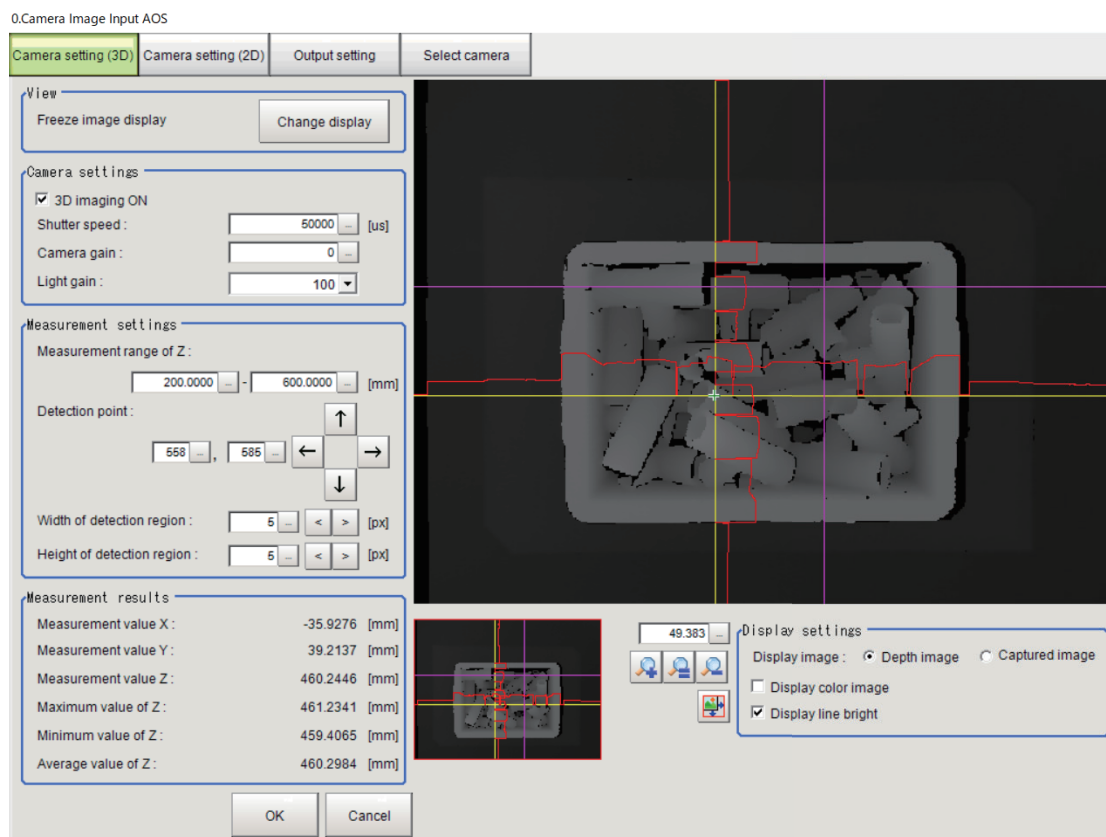 0.Camera Image Input AOS
Camera setting (3D) Camera setting (2D) Output setting Select camera
View
Freeze image display Change display
Camera settings
3D imaging ON
Shutter speed : 50000 ... [us]
Camera gain : 0 ...
Light gain : 100
Measurement settings
Measurement range of Z :
200.0000 ... - 600.0000 ... [mm]
Detection point :
↑
558 ... , 585 ... ← →
↓
Width of detection region : 5 ... < > [px]
Height of detection region : 5 ... < > [px]
Measurement results
Measurement value X : -35.9276 [mm]
Measurement value Y : 39.2137 [mm]
Measurement value Z : 460.2446 [mm]
Maximum value of Z : 461.2341 [mm]
Minimum value of Z : 459.4065 [mm]
Average value of Z : 460.2984 [mm]
OK Cancel
49.383 ...
Display settings
Display image : Depth image Captured image
Display color image
Display line bright